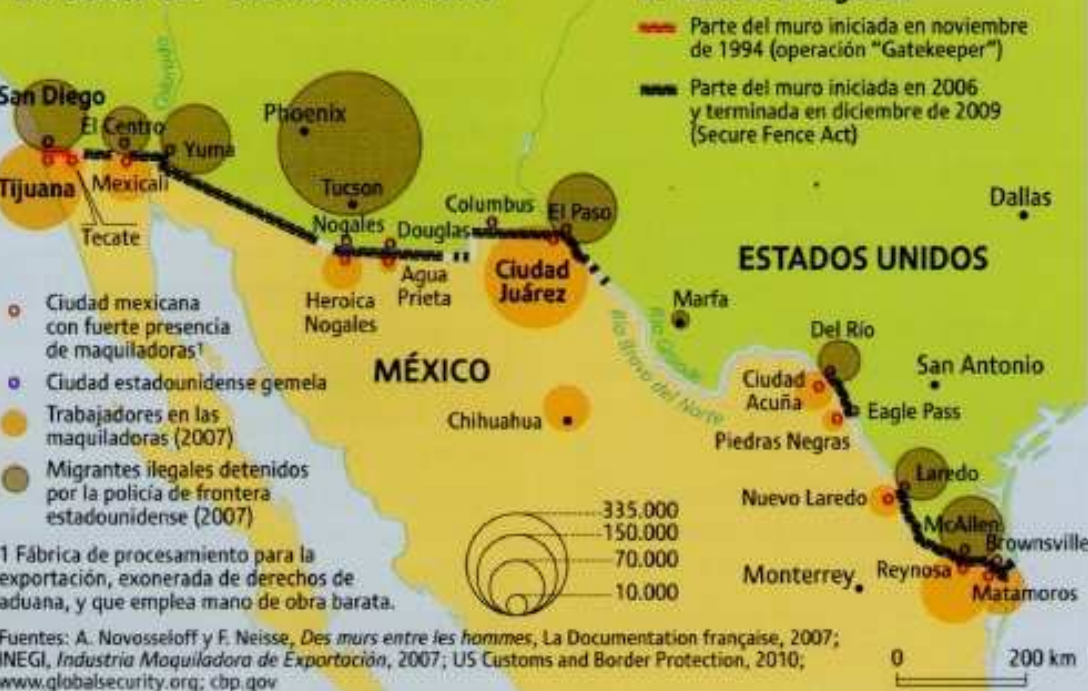 Parte del muro iniciada en noviembre
de 1994 (operación "Gatekeeper")
Parte del muro iniciada en 2006
y terminada en diciembre de 2009
(Secure Fence Act)
Colorado
San Diego
El Centro
Yuma
Phoenix
Tijuana
Mexicali
Tecate
Tucson
Nogales
Douglas
Columbus
El Paso
Dallas
ESTADOS UNIDOS
Heroica
Nogales
Agua
Prieta
Ciudad
Juárez
Marfa
Río Grande
Río Bravo del Norte
Del Río
San Antonio
MÉXICO
Chihuahua
Ciudad
Acuña
Eagle Pass
Piedras Negras
Laredo
Nuevo Laredo
McAllen
Brownsville
Monterrey
Reynosa
Matamoros
Ciudad mexicana
con fuerte presencia
de maquiladoras¹
Ciudad estadounidense gemela
Trabajadores en las
maquiladoras (2007)
Migrantes ilegales detenidos
por la policía de frontera
estadounidense (2007)
335.000
150.000
70.000
10.000
1 Fábrica de procesamiento para la
exportación, exonerada de derechos de
aduana, y que emplea mano de obra barata.
Fuentes: A. Novosseloff y F. Neisse, Des murs entre les hommes, La Documentation française, 2007;
INEGI, Industria Maquiladora de Exportación, 2007; US Customs and Border Protection, 2010;
www.globalsecurity.org; cbp.gov
0 200 km